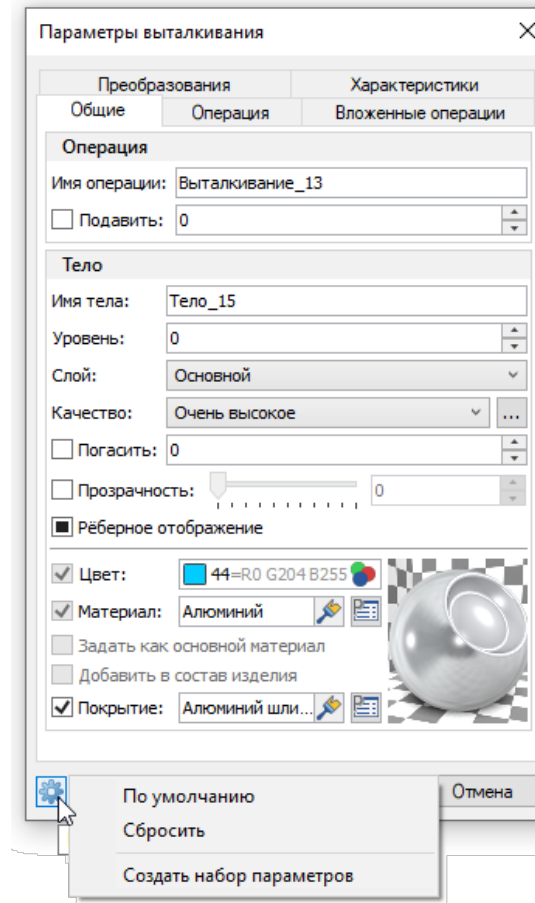 Параметры выталкивания
Преобразования Характеристики
Общие Операция Вложенные операции
Операция
Имя операции: Выталкивание_13
Подавить: 0
Тело
Имя тела: Тело_15
Уровень: 0
Слой: Основной
Качество: Очень высокое ...
Погасить: 0
Прозрачность: 0
Рёберное отображение
Цвет: 44=R0 G204 B255
Материал: Алюминий
Задать как основной материал
Добавить в состав изделия
Покрытие: Алюминий шли...
Отмена
По умолчанию
Сбросить
Создать набор параметров